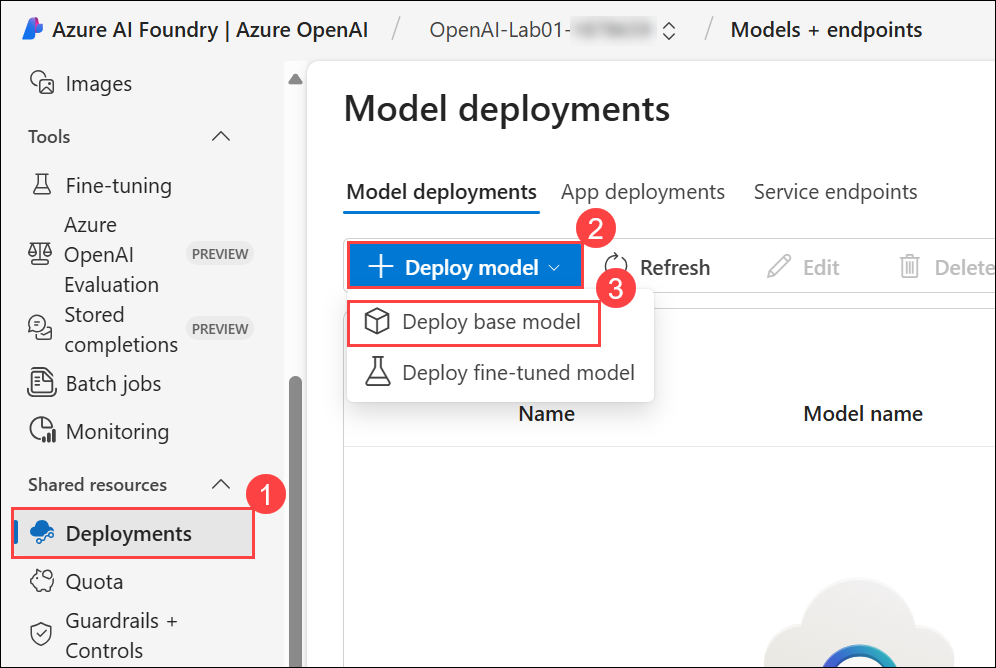 Azure AI Foundry | Azure OpenAI / OpenAI-Lab01- / Models + endpoints
Images
Tools
Fine-tuning
Azure
OpenAI
Evaluation
PREVIEW
Stored
completions
PREVIEW
Batch jobs
Monitoring
Shared resources
1
Deployments
Quota
Guardrails +
Controls
Model deployments
Model deployments App deployments Service endpoints
2
+ Deploy model Refresh Edit Delete
3
Deploy base model
Deploy fine-tuned model
Name Model name